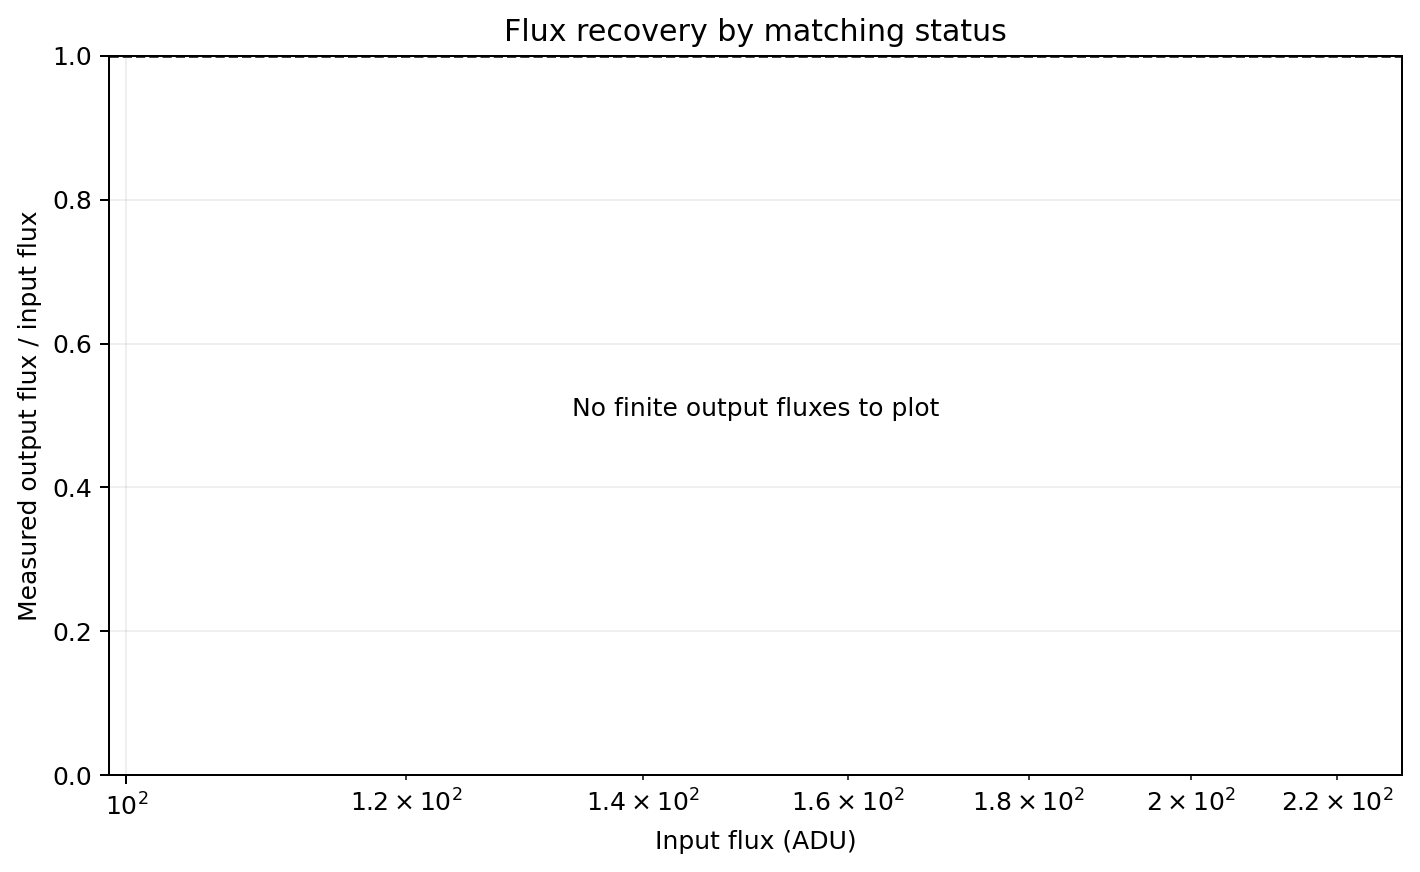 Flux recovery by matching status
1.0
0.8
0.6
0.4
0.2
0.0
Measured output flux / input flux
No finite output fluxes to plot
10²
1.2 × 10²
1.4 × 10²
1.6 × 10²
1.8 × 10²
2 × 10²
2.2 × 10²
Input flux (ADU)